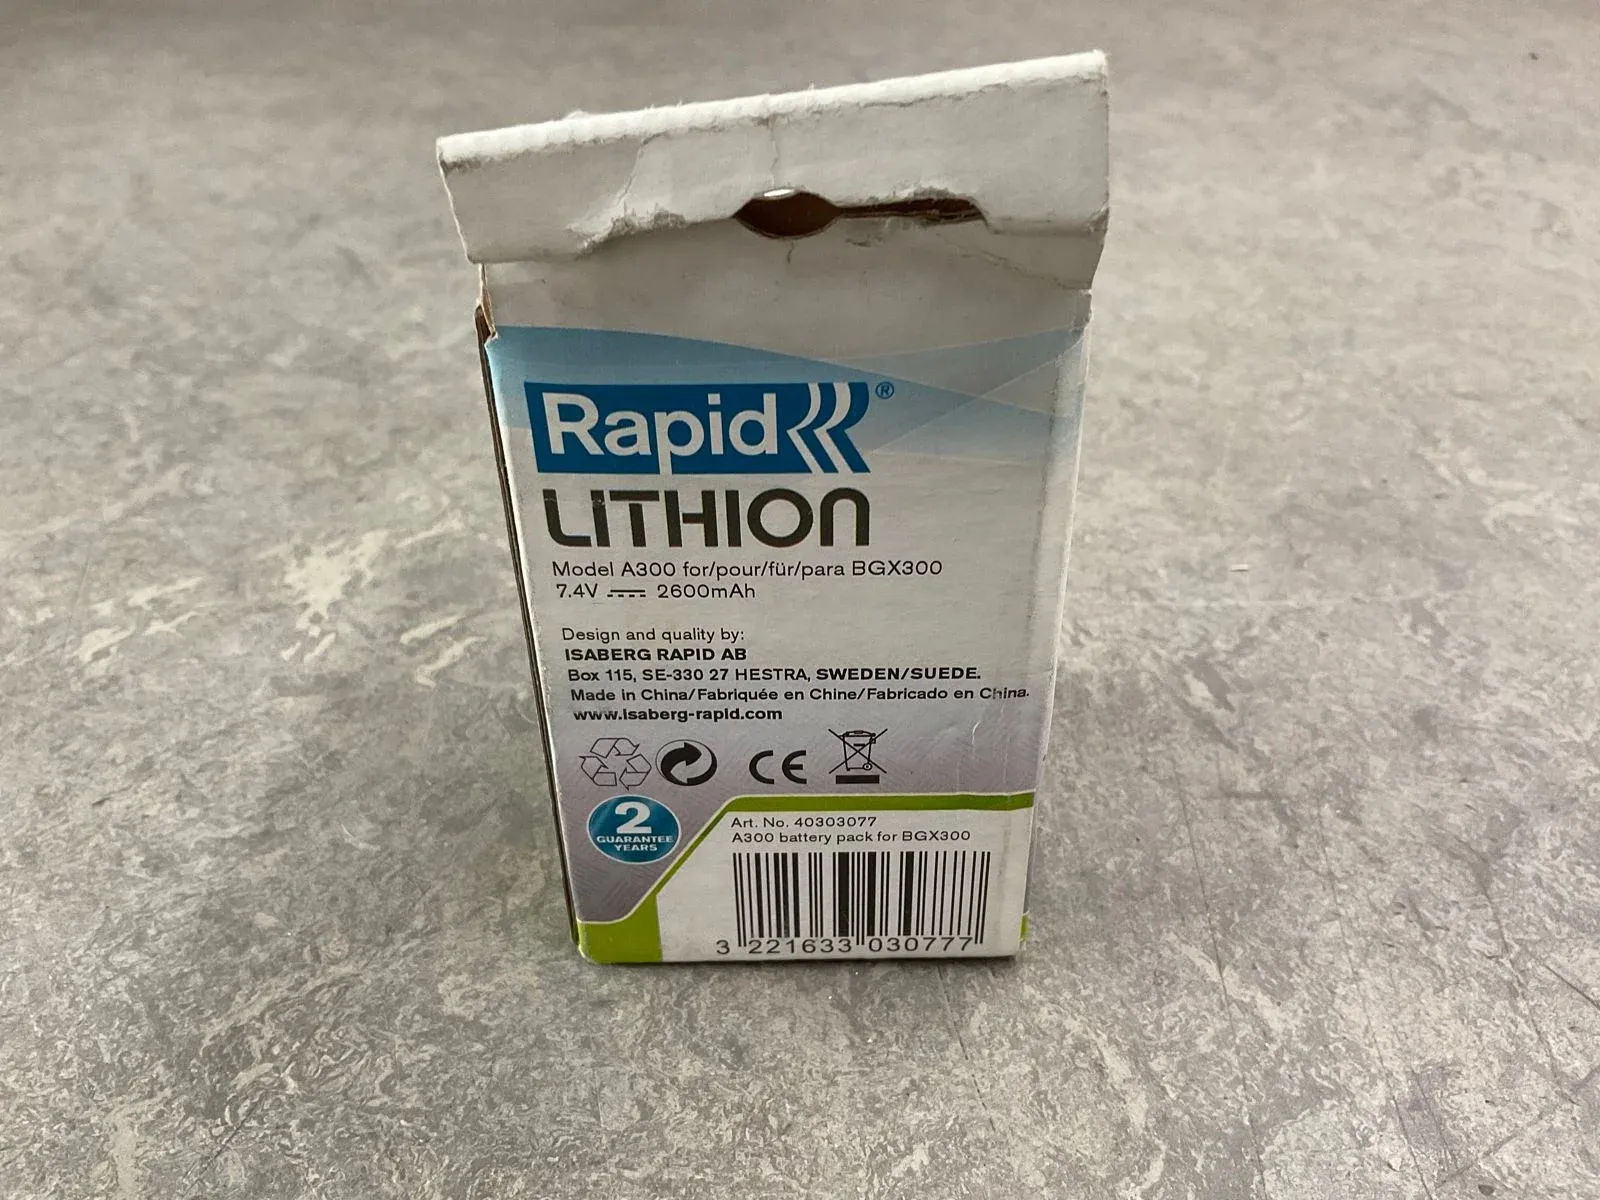 Rapid®
LITHION
Model A300 for/pour/für/para BGX300
7.4V 2600mAh
Design and quality by:
ISABERG RAPID AB
Box 115, SE-330 27 HESTRA, SWEDEN/SUEDE.
Made in China/Fabriquée en Chine/Fabricado en China.
www.isaberg-rapid.com
CE
2
GUARANTEE
YEARS
Art. No. 40303077
A300 battery pack for BGX300
3 221633 030777